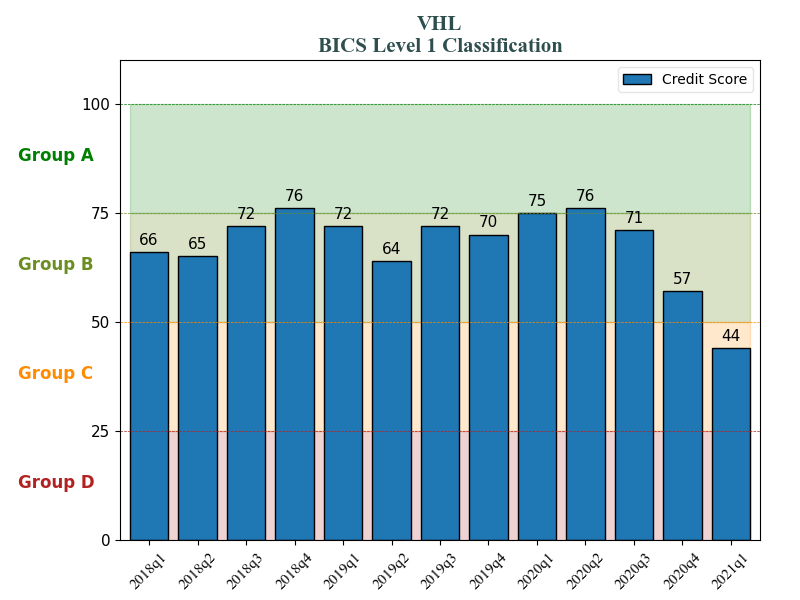 VHL
BICS Level 1 Classification
Credit Score
100
Group A
75
Group B
50
Group C
25
Group D
0
66
65
72
76
72
64
72
70
75
76
71
57
44
2018q1
2018q2
2018q3
2018q4
2019q1
2019q2
2019q3
2019q4
2020q1
2020q2
2020q3
2020q4
2021q1